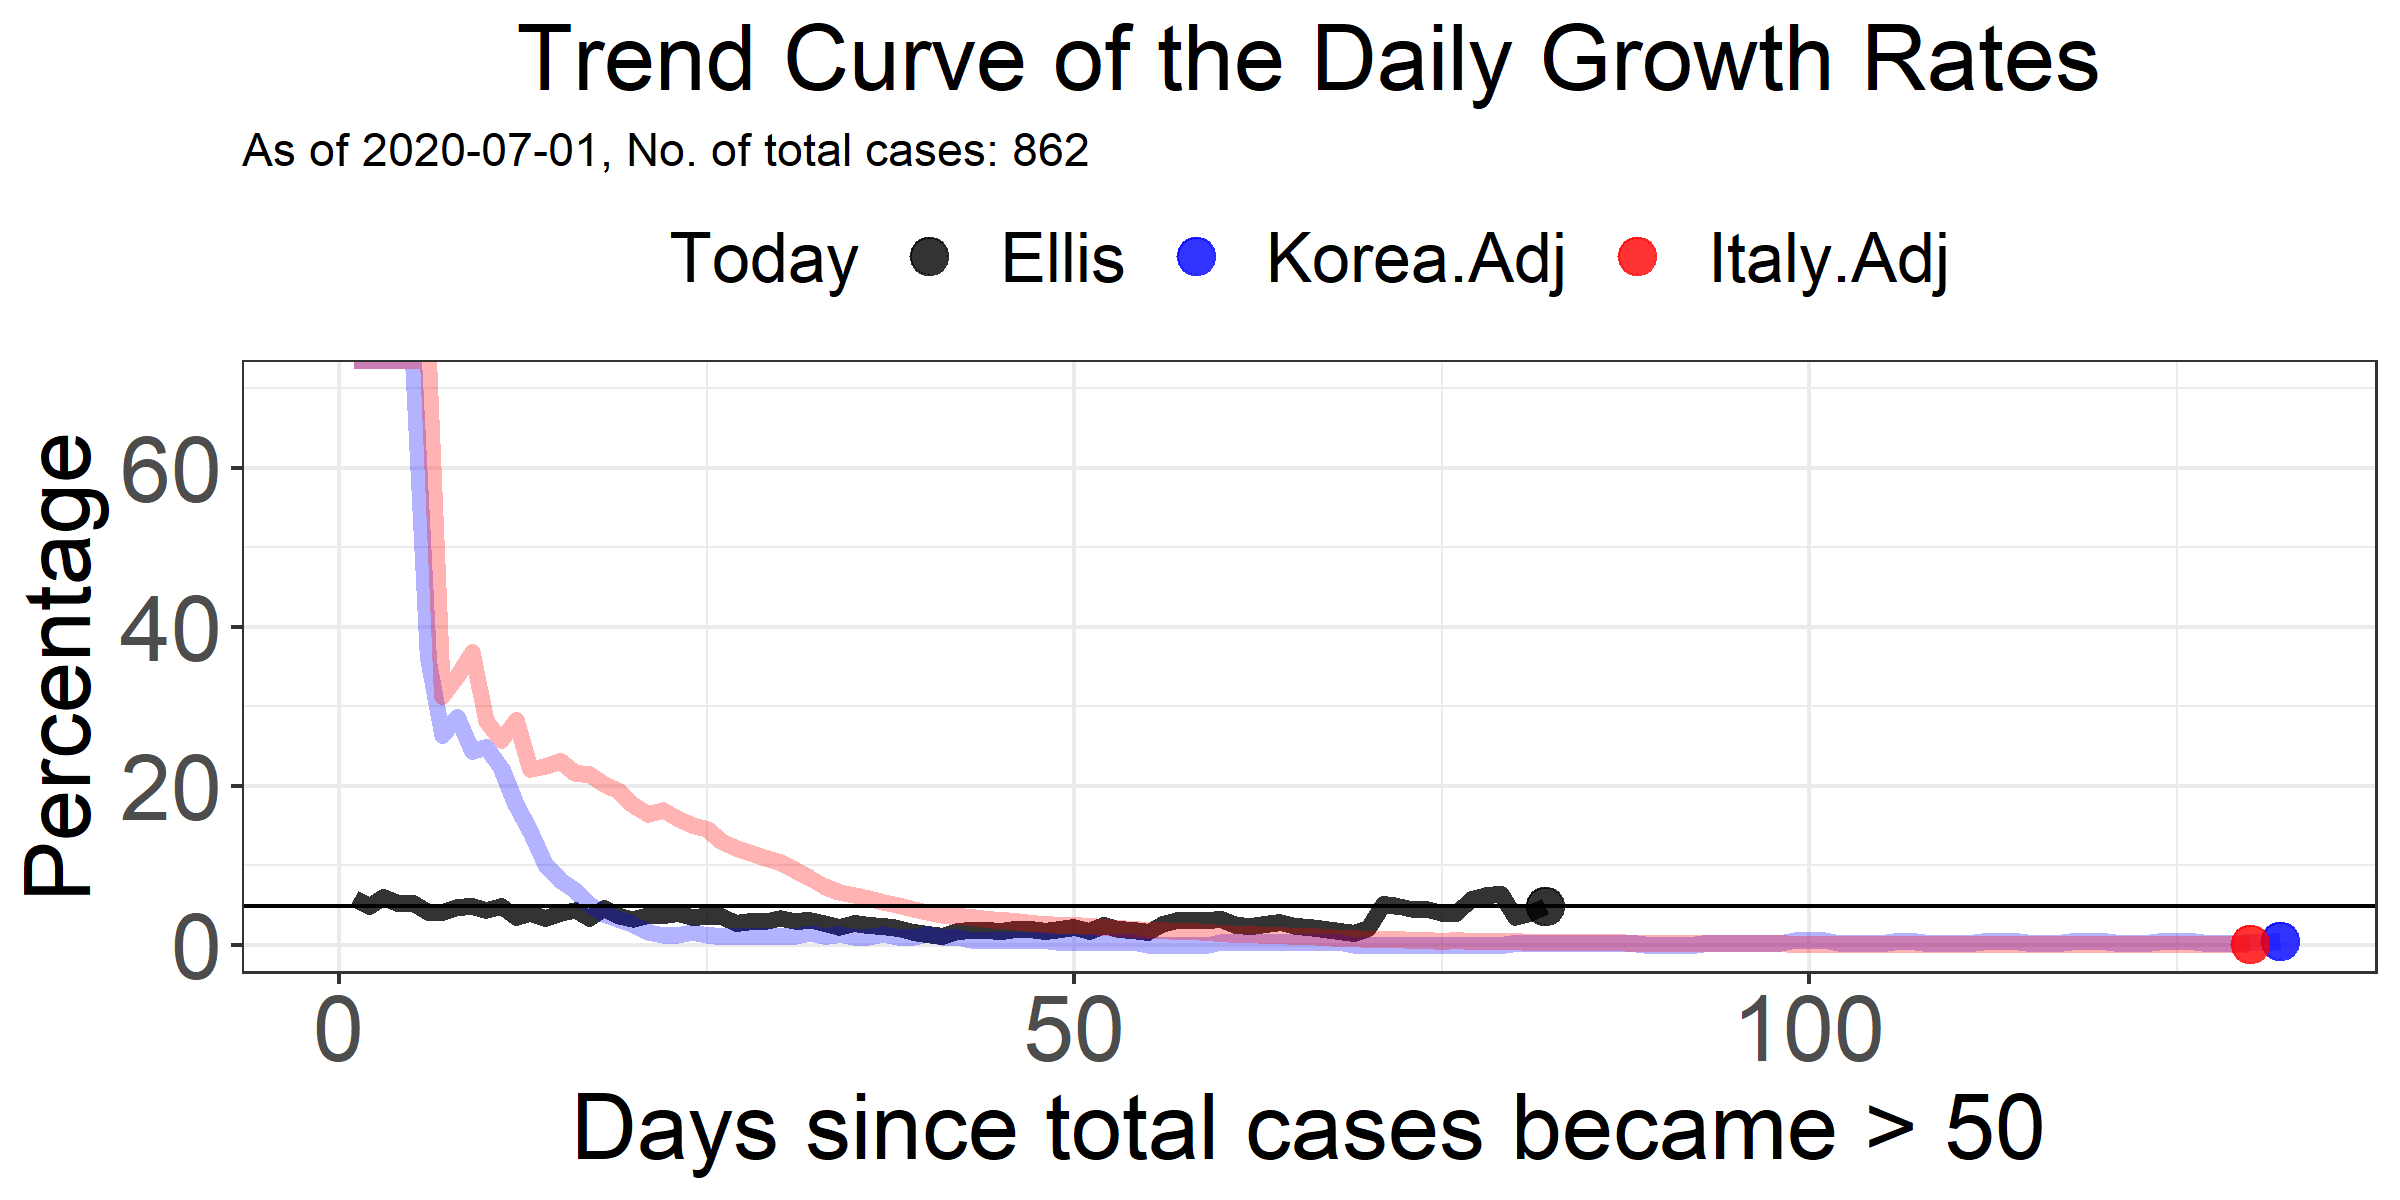 Trend Curve of the Daily Growth Rates
As of 2020-07-01, No. of total cases: 862
Today Ellis Korea.Adj Italy.Adj
Percentage
60
40
20
0
0 50 100
Days since total cases became > 50